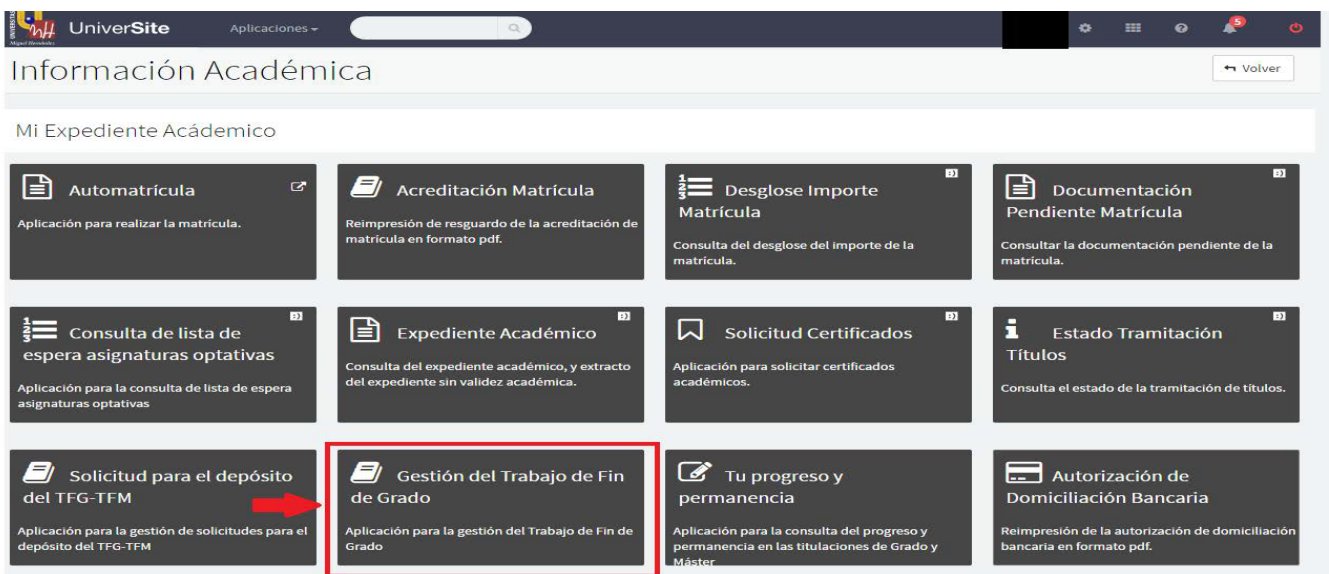 UniverSite
Aplicaciones
5
Miguel Hernández
Información Académica
Volver
Mi Expediente Acádemico
Automatrícula
Aplicación para realizar la matrícula.
Acreditación Matrícula
Reimpresión de resguardo de la acreditación de
matrícula en formato pdf.
Desglose Importe
Matrícula
Consulta del desglose del importe de la
matrícula.
Documentación
Pendiente Matrícula
Consultar la documentación pendiente de la
matrícula.
Consulta de lista de
espera asignaturas optativas
Aplicación para la consulta de lista de espera
asignaturas optativas
Expediente Académico
Consulta del expediente académico, y extracto
del expediente sin validez académica.
Solicitud Certificados
Aplicación para solicitar certificados
académicos.
Estado Tramitación
Títulos
Consulta el estado de la tramitación de títulos.
Solicitud para el depósito
del TFG-TFM
Aplicación para la gestión de solicitudes para el
depósito del TFG-TFM
Gestión del Trabajo de Fin
de Grado
Aplicación para la gestión del Trabajo de Fin de
Grado
Tu progreso y
permanencia
Aplicación para la consulta del progreso y
permanencia en las titulaciones de Grado y
Máster
Autorización de
Domiciliación Bancaria
Reimpresión de la autorización de domiciliación
bancaria en formato pdf.